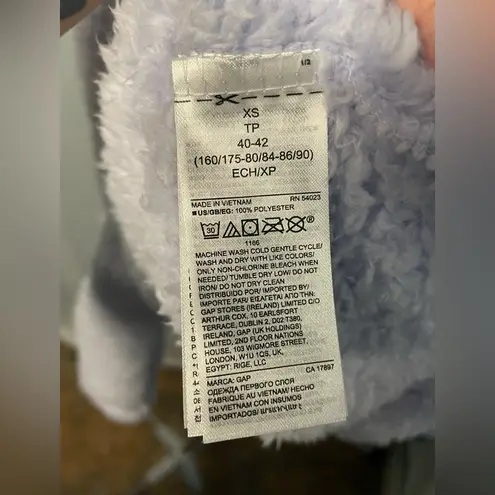 1/2
XS
TP
40-42
(160/175-80/84-86/90)
ECH/XP
MADE IN VIETNAM RN 54023
■US/GB/EG: 100% POLYESTER
30
1166
MACHINE WASH COLD GENTLE CYCLE/
WASH AND DRY WITH LIKE COLORS/
ONLY NON-CHLORINE BLEACH WHEN
NEEDED/ TUMBLE DRY LOW/ DO NOT
IRON/ DO NOT DRY CLEAN
DISTRIBUIDO POR/ IMPORTED BY/
IMPORTE PAR/ ΕΙΣΑΓΕΤΑΙ ΑΠΟ ΤΗΝ:
GAP STORES (IRELAND) LIMITED C/O
ARTHUR COX, 10 EARLSFORT
TERRACE, DUBLIN 2, D02 T380,
IRELAND, GAP (UK HOLDINGS)
LIMITED, 2ND FLOOR NATIONS
HOUSE, 103 WIGMORE STREET,
LONDON, W1U 1QS, UK,
EGYPT: RIGE, LLC
MARCA: GAP CA 17897
ОДЕЖДА ПЕРВОГО СЛОЯ
FABRIQUE AU VIETNAM/ HECHO
EN VIETNAM CON INSUMOS
IMPORTADOS/